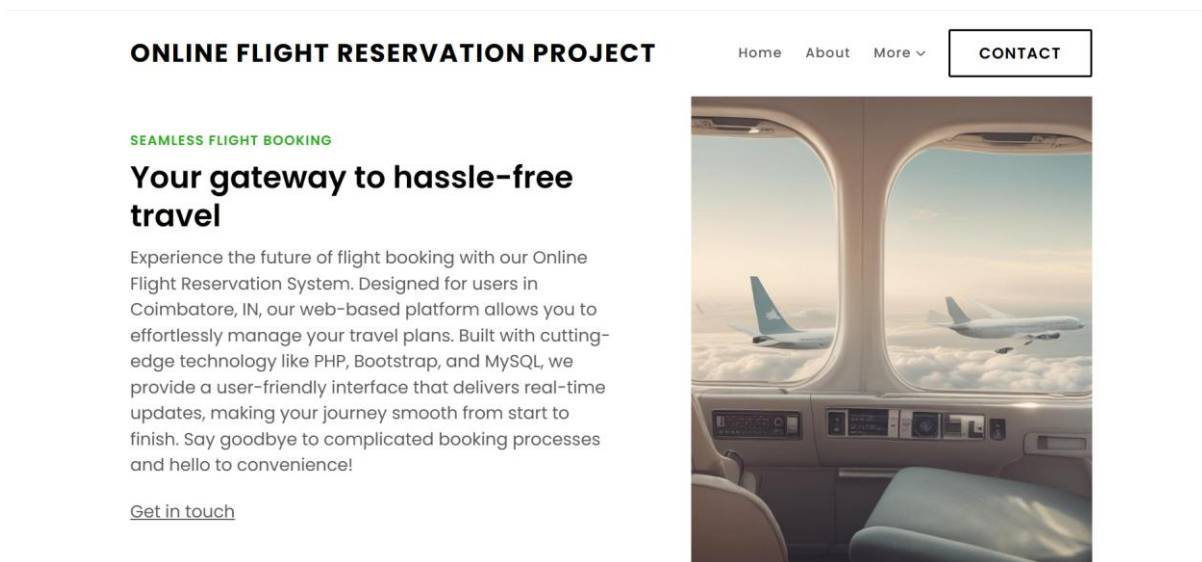 ONLINE FLIGHT RESERVATION PROJECT
Home About More CONTACT
SEAMLESS FLIGHT BOOKING
Your gateway to hassle-free
travel
Experience the future of flight booking with our Online
Flight Reservation System. Designed for users in
Coimbatore, IN, our web-based platform allows you to
effortlessly manage your travel plans. Built with cutting-
edge technology like PHP, Bootstrap, and MySQL, we
provide a user-friendly interface that delivers real-time
updates, making your journey smooth from start to
finish. Say goodbye to complicated booking processes
and hello to convenience!
Get in touch